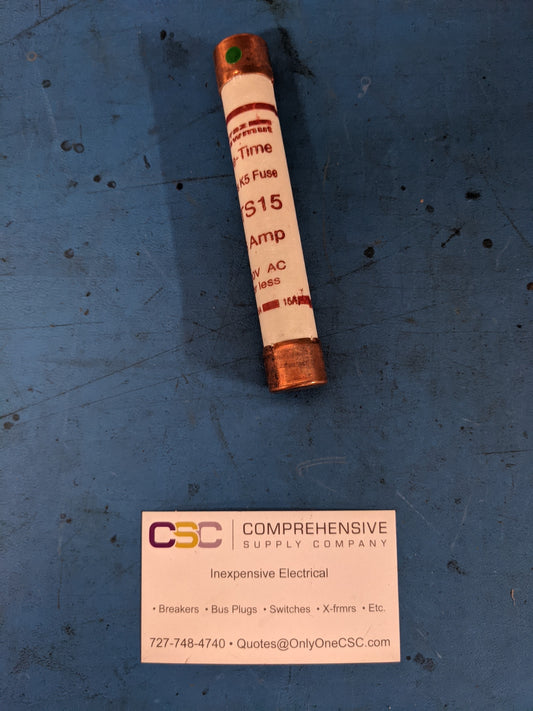 -Time
K5 Fuse
S15
Amp
V AC
less
15A
CSC COMPREHENSIVE
SUPPLY COMPANY
Inexpensive Electrical
• Breakers • Bus Plugs • Switches • X-frmrs • Etc.
727-748-4740 • Quotes@OnlyOneCSC.com